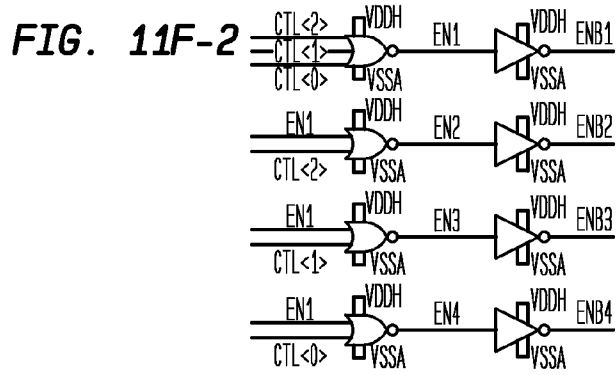 FIG. 11F-2
CTL<2>
CTL<1>
CTL<0>
VDDH
VSSA
EN1
VDDH
VSSA
ENB1
EN1
CTL<2>
VDDH
VSSA
EN2
VDDH
VSSA
ENB2
EN1
CTL<1>
VDDH
VSSA
EN3
VDDH
VSSA
ENB3
EN1
CTL<0>
VDDH
VSSA
EN4
VDDH
VSSA
ENB4